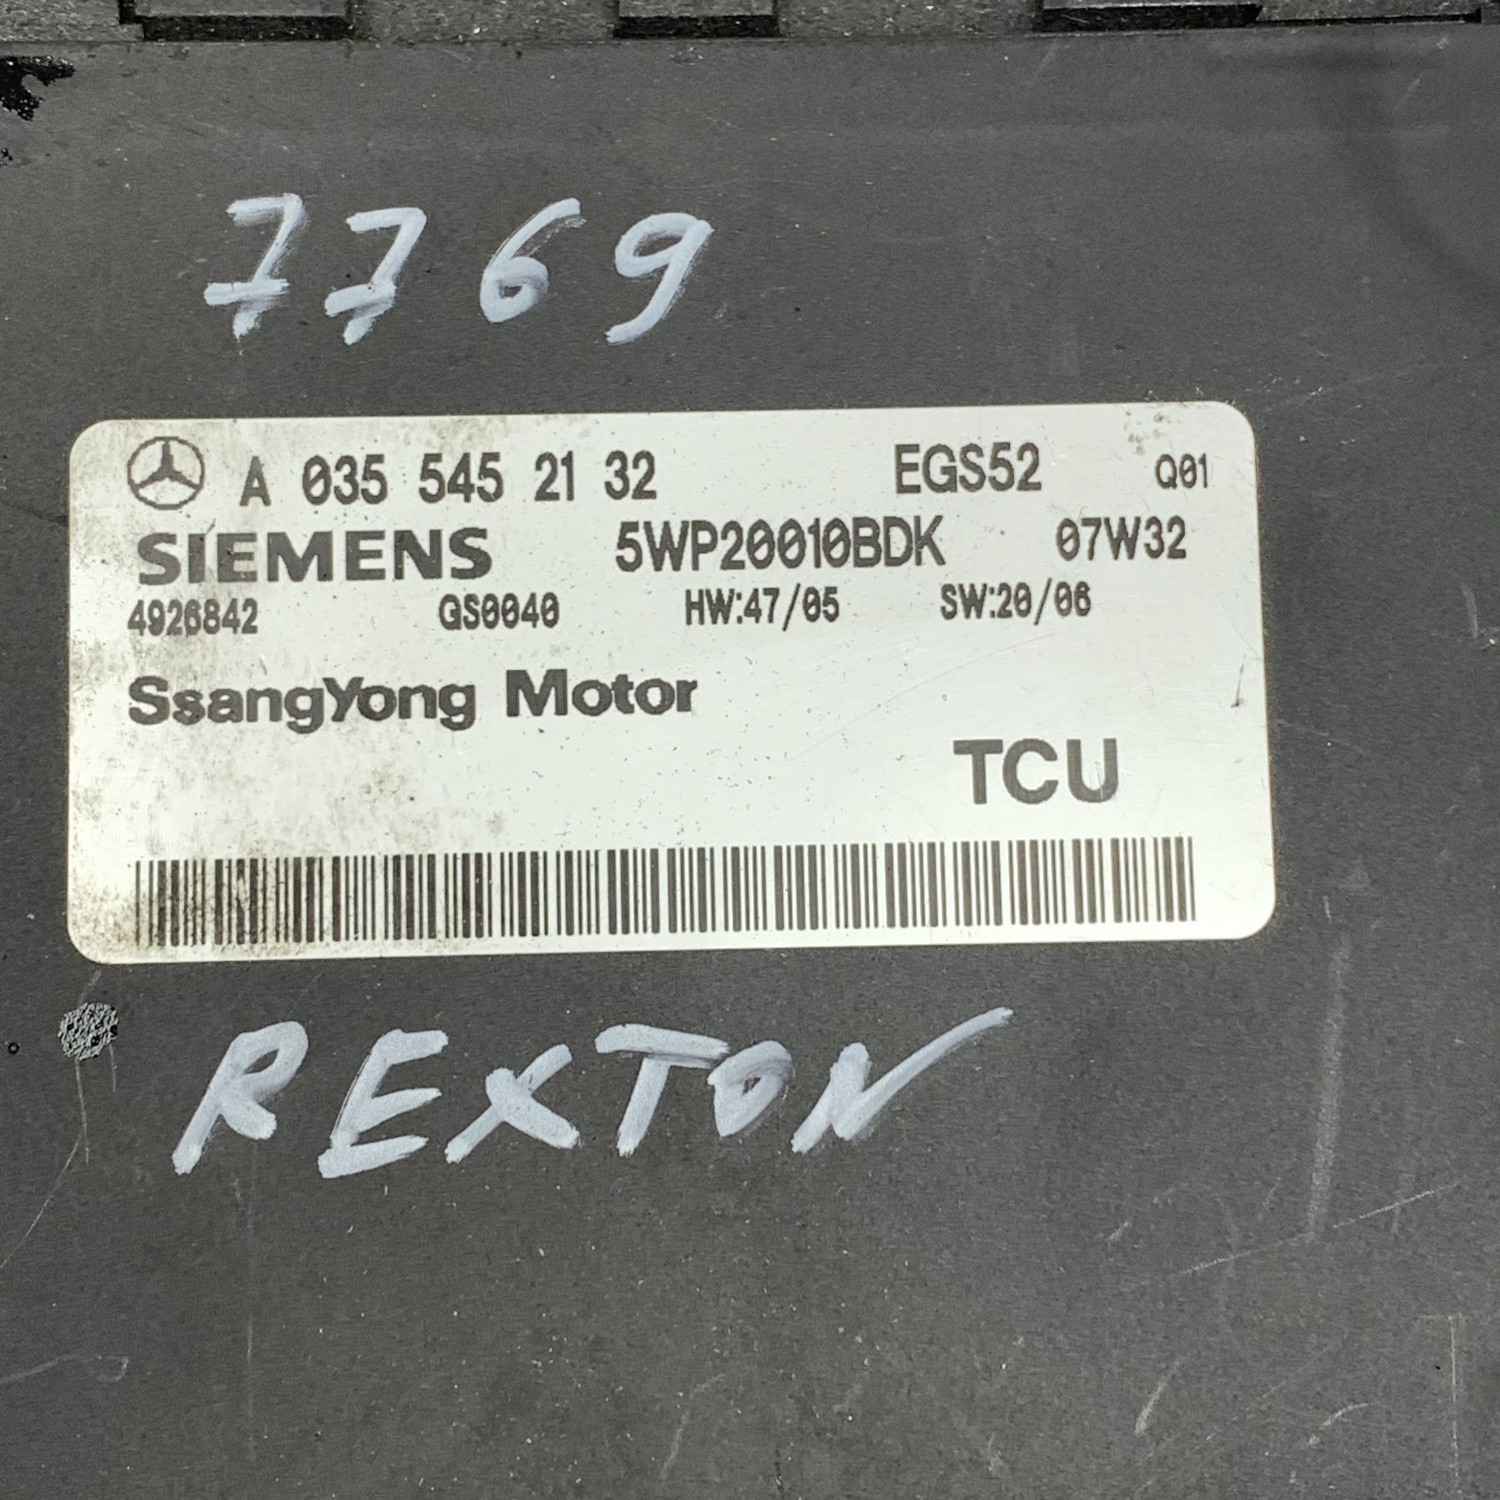 7769
A 035 545 21 32 EGS52 Q01
SIEMENS 5WP20010BDK 07W32
4926842 GS0040 HW:47/05 SW:20/06
SsangYong Motor
TCU
REXTON